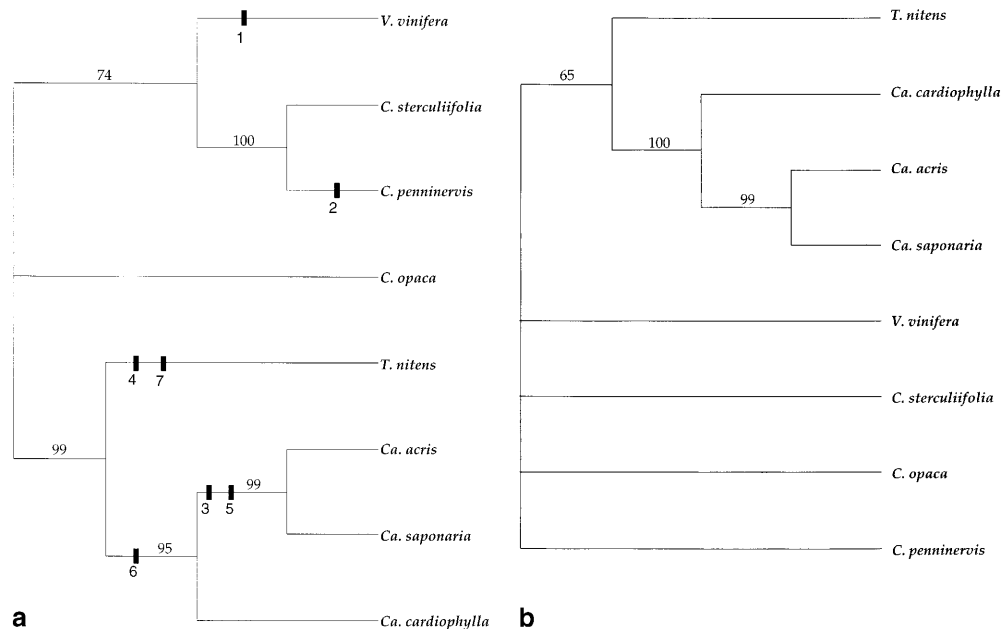 V. vinifera
1
74
C. sterculiifolia
100
C. penninervis
2
C. opaca
T. nitens
4 7
99
Ca. acris
99
3 5
Ca. saponaria
95
6
Ca. cardiophylla
a
T. nitens
65
Ca. cardiophylla
100
Ca. acris
99
Ca. saponaria
V. vinifera
C. sterculiifolia
C. opaca
C. penninervis
b